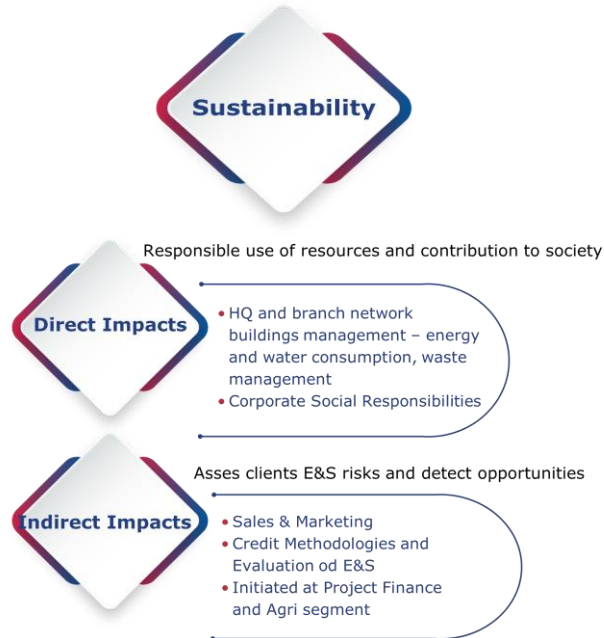 Sustainability
Responsible use of resources and contribution to society
Direct Impacts
• HQ and branch network
buildings management – energy
and water consumption, waste
management
• Corporate Social Responsibilities
Asses clients E&S risks and detect opportunities
Indirect Impacts
• Sales & Marketing
• Credit Methodologies and
Evaluation od E&S
• Initiated at Project Finance
and Agri segment